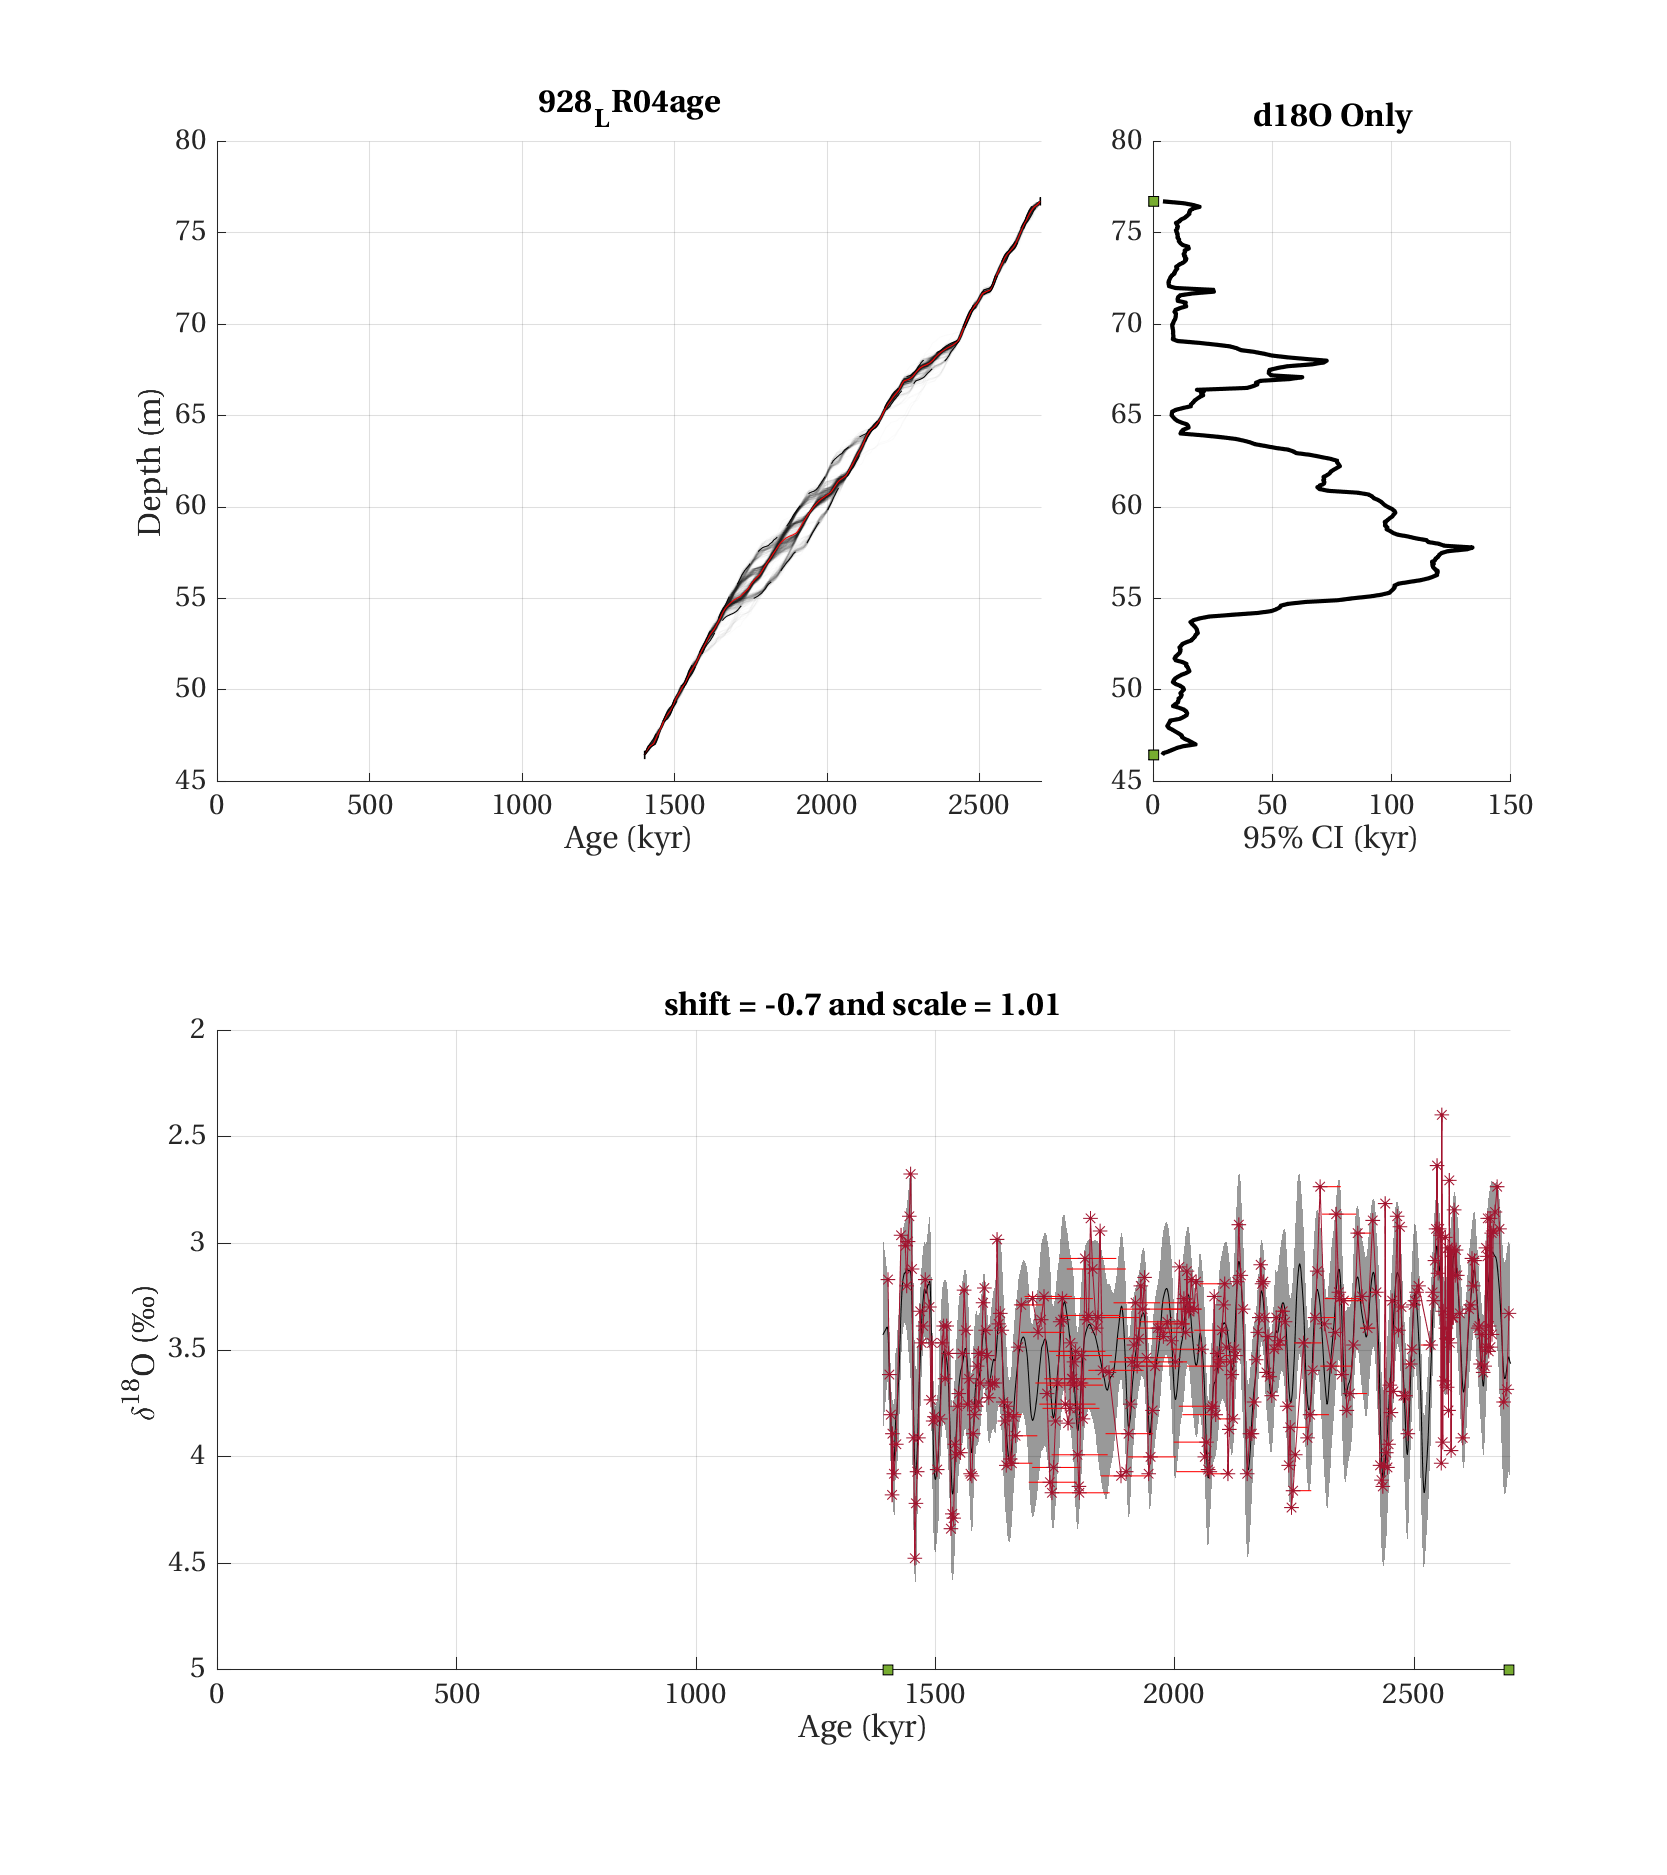 928_LR04age
80
75
70
65
60
55
50
45
0 500 1000 1500 2000 2500
Age (kyr)
Depth (m)
d18O Only
80
75
70
65
60
55
50
45
0 50 100 150
95% CI (kyr)
shift = -0.7 and scale = 1.01
2
2.5
3
3.5
4
4.5
5
0 500 1000 1500 2000 2500
Age (kyr)
δ¹⁸O (‰)